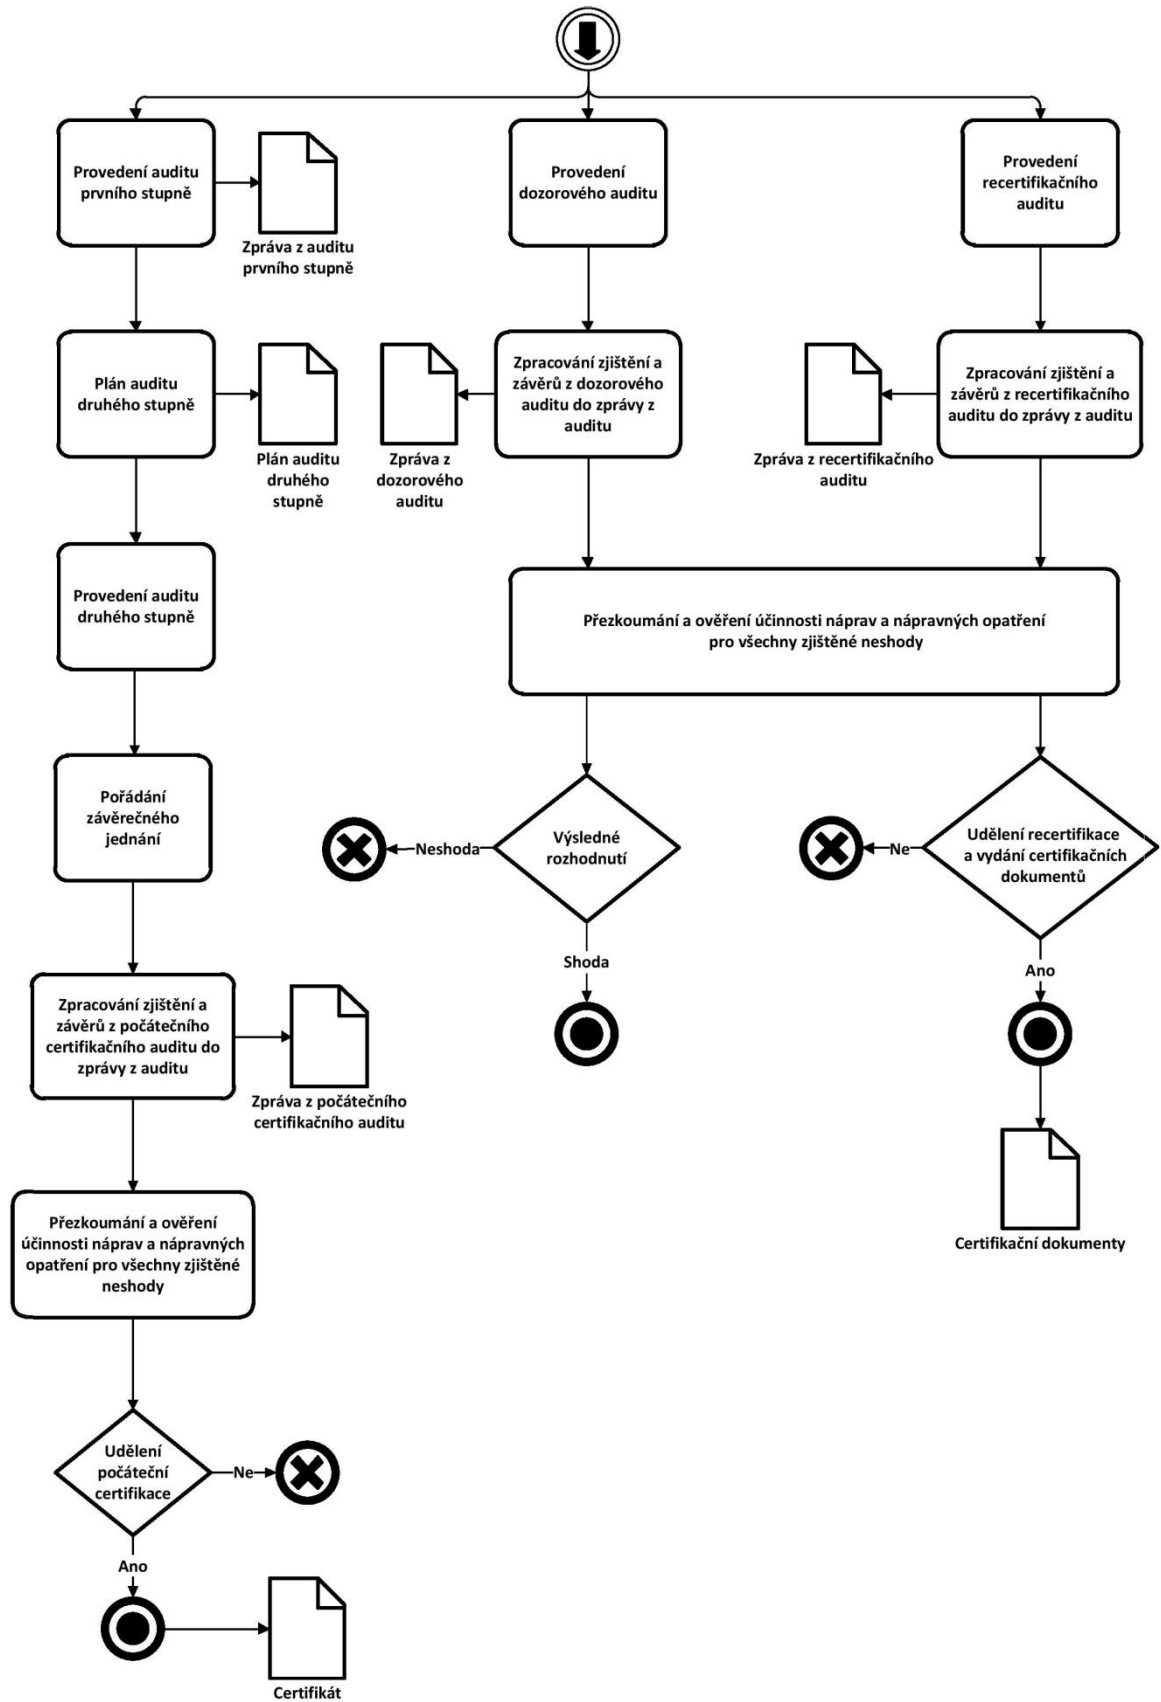 Provedení auditu
prvního stupně
Zpráva z auditu
prvního stupně
Provedení
dozorového auditu
Provedení
recertifikačního
auditu
Plán auditu
druhého stupně
Plán auditu
druhého
stupně
Zpráva z
dozorového
auditu
Zpracování zjištění a
závěrů z dozorového
auditu do zprávy z
auditu
Zpráva z recertifikačního
auditu
Zpracování zjištění a
závěrů z recertifikačního
auditu do zprávy z auditu
Provedení auditu
druhého stupně
Přezkoumání a ověření účinnosti náprav a nápravných opatření
pro všechny zjištěné neshody
Pořádání
závěrečného
jednání
Neshoda
Výsledné
rozhodnutí
Shoda
Ne
Udělení recertifikace
a vydání certifikačních
dokumentů
Ano
Certifikační dokumenty
Zpracování zjištění a
závěrů z počátečního
certifikačního auditu do
zprávy z auditu
Zpráva z počátečního
certifikačního auditu
Přezkoumání a ověření
účinnosti náprav a nápravných
opatření pro všechny zjištěné
neshody
Udělení
počáteční
certifikace
Ne
Ano
Certifikát